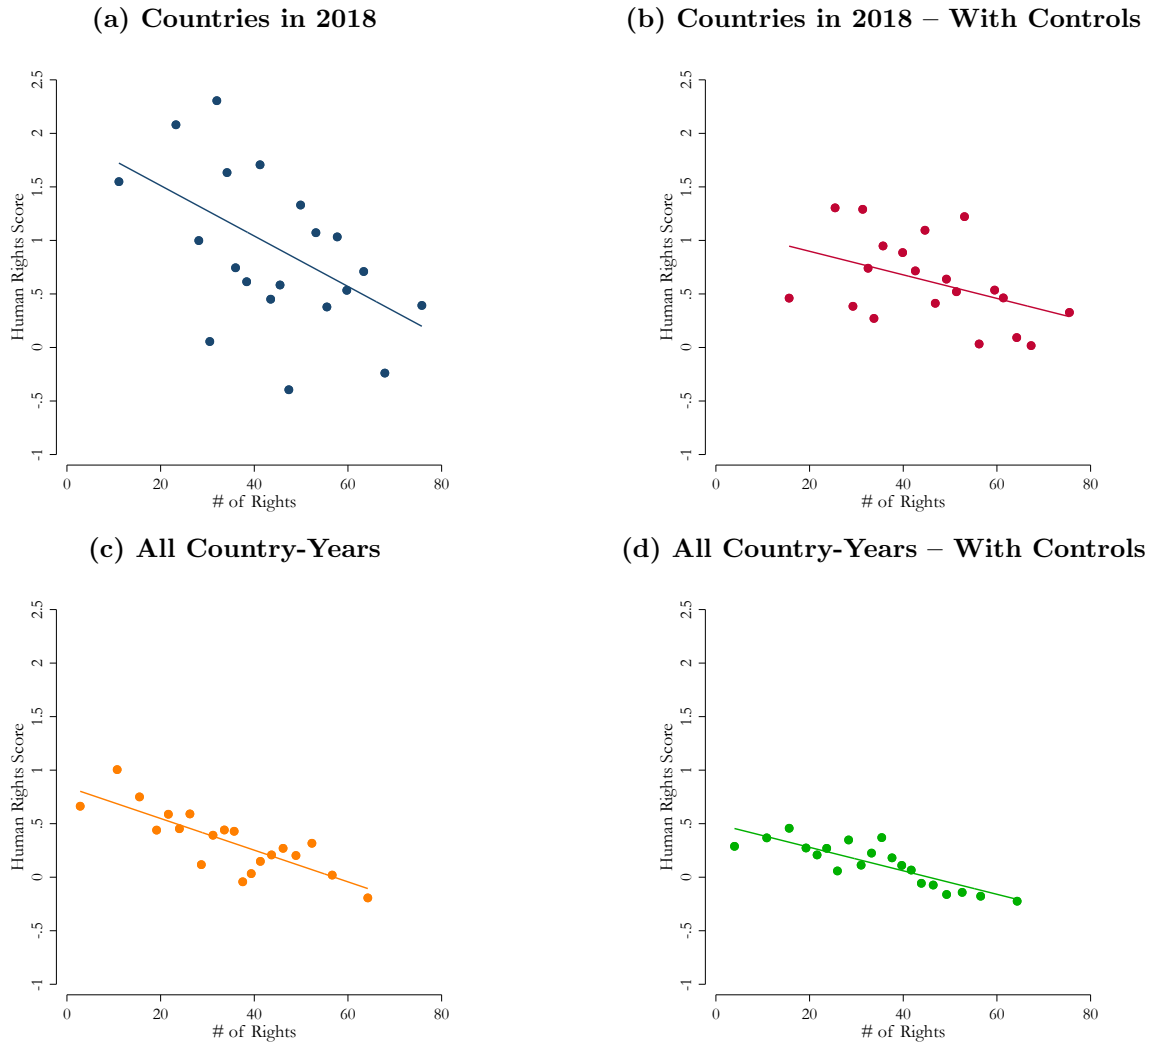 (a) Countries in 2018
(b) Countries in 2018 – With Controls
Human Rights Score
2.5
2
1.5
1
.5
0
-.5
-1
0 20 40 60 80
# of Rights
Human Rights Score
2.5
2
1.5
1
.5
0
-.5
-1
0 20 40 60 80
# of Rights
(c) All Country-Years
(d) All Country-Years – With Controls
Human Rights Score
2.5
2
1.5
1
.5
0
-.5
-1
0 20 40 60 80
# of Rights
Human Rights Score
2.5
2
1.5
1
.5
0
-.5
-1
0 20 40 60 80
# of Rights